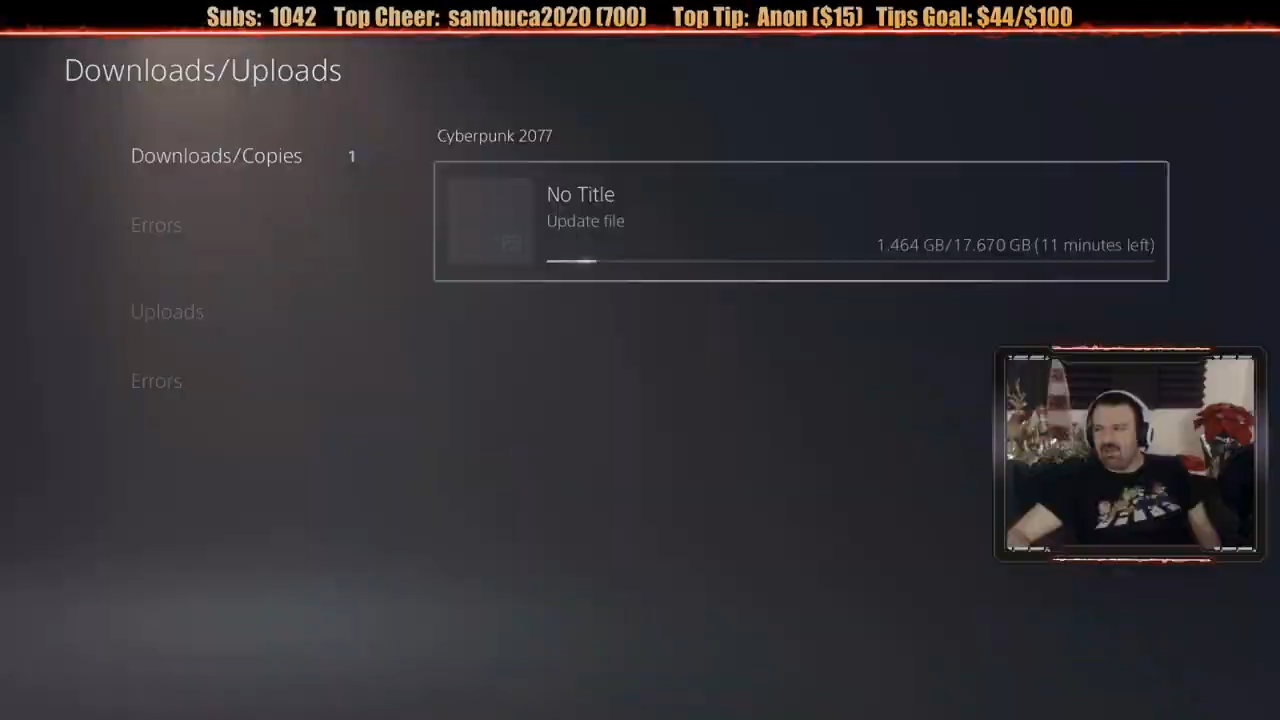 Subs: 1042 Top Cheer: sambuca2020 (700) Top Tip: Anon ($15) Tips Goal: $44/$100
Downloads/Uploads
Downloads/Copies 1
Errors
Uploads
Errors
Cyberpunk 2077
No Title
Update file
1.464 GB/17.670 GB (11 minutes left)